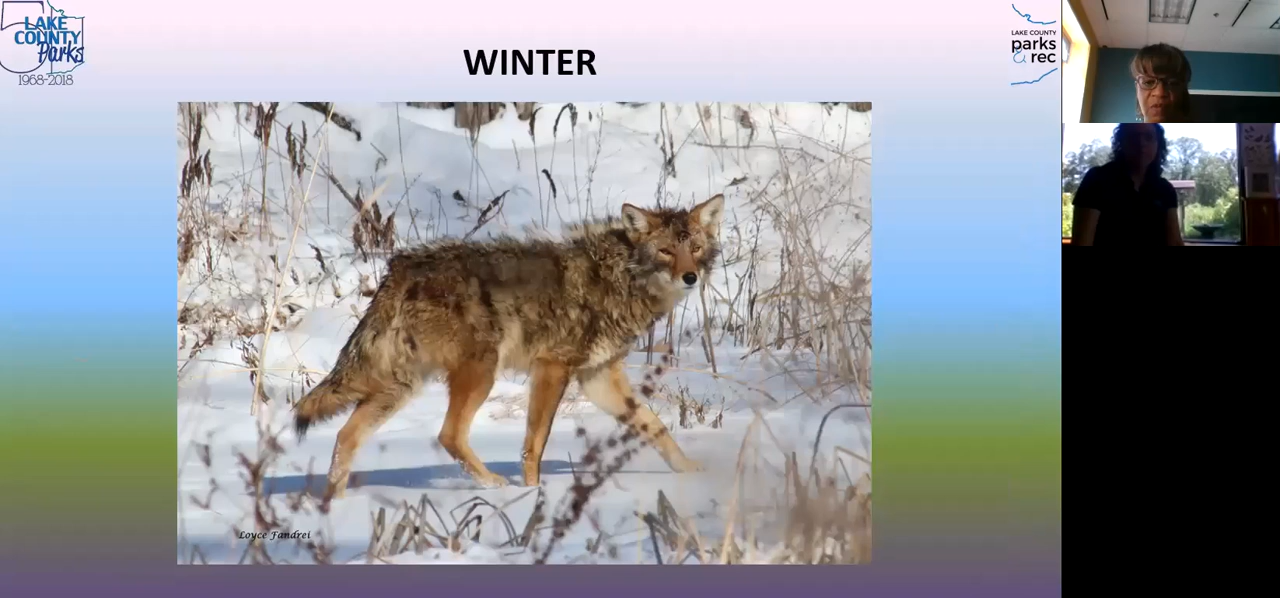 LAKE
COUNTY
Parks
1968-2018
WINTER
LAKE COUNTY
parks
& rec
Loyce Fandrei